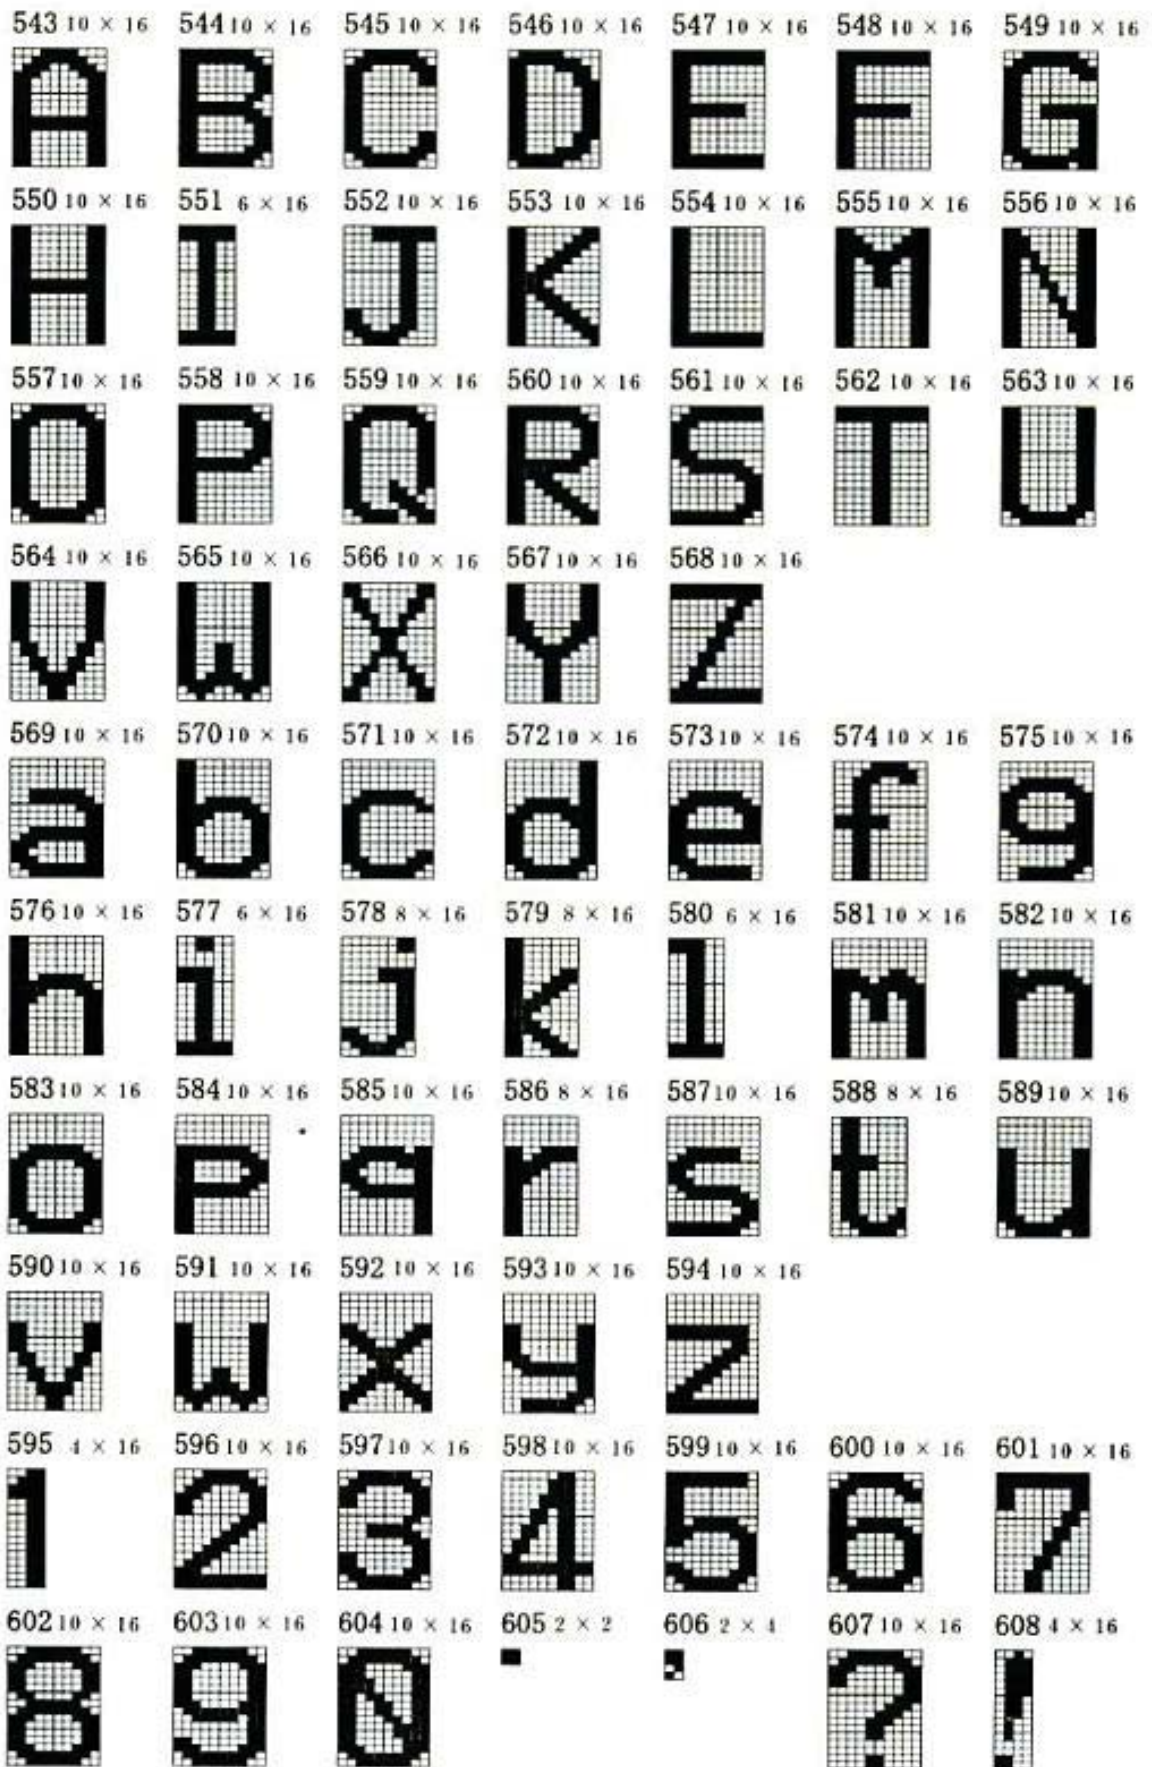 543 10 × 16 544 10 × 16 545 10 × 16 546 10 × 16 547 10 × 16 548 10 × 16 549 10 × 16
A B C D E F G
550 10 × 16 551 6 × 16 552 10 × 16 553 10 × 16 554 10 × 16 555 10 × 16 556 10 × 16
H I J K L M N
557 10 × 16 558 10 × 16 559 10 × 16 560 10 × 16 561 10 × 16 562 10 × 16 563 10 × 16
O P Q R S T U
564 10 × 16 565 10 × 16 566 10 × 16 567 10 × 16 568 10 × 16
V W X Y Z
569 10 × 16 570 10 × 16 571 10 × 16 572 10 × 16 573 10 × 16 574 10 × 16 575 10 × 16
a b c d e f g
576 10 × 16 577 6 × 16 578 8 × 16 579 8 × 16 580 6 × 16 581 10 × 16 582 10 × 16
h i j k l m n
583 10 × 16 584 10 × 16 585 10 × 16 586 8 × 16 587 10 × 16 588 8 × 16 589 10 × 16
o p q r s t u
590 10 × 16 591 10 × 16 592 10 × 16 593 10 × 16 594 10 × 16
v w x y z
595 4 × 16 596 10 × 16 597 10 × 16 598 10 × 16 599 10 × 16 600 10 × 16 601 10 × 16
1 2 3 4 5 6 7
602 10 × 16 603 10 × 16 604 10 × 16 605 2 × 2 606 2 × 4 607 10 × 16 608 4 × 16
8 9 0 . , ? !